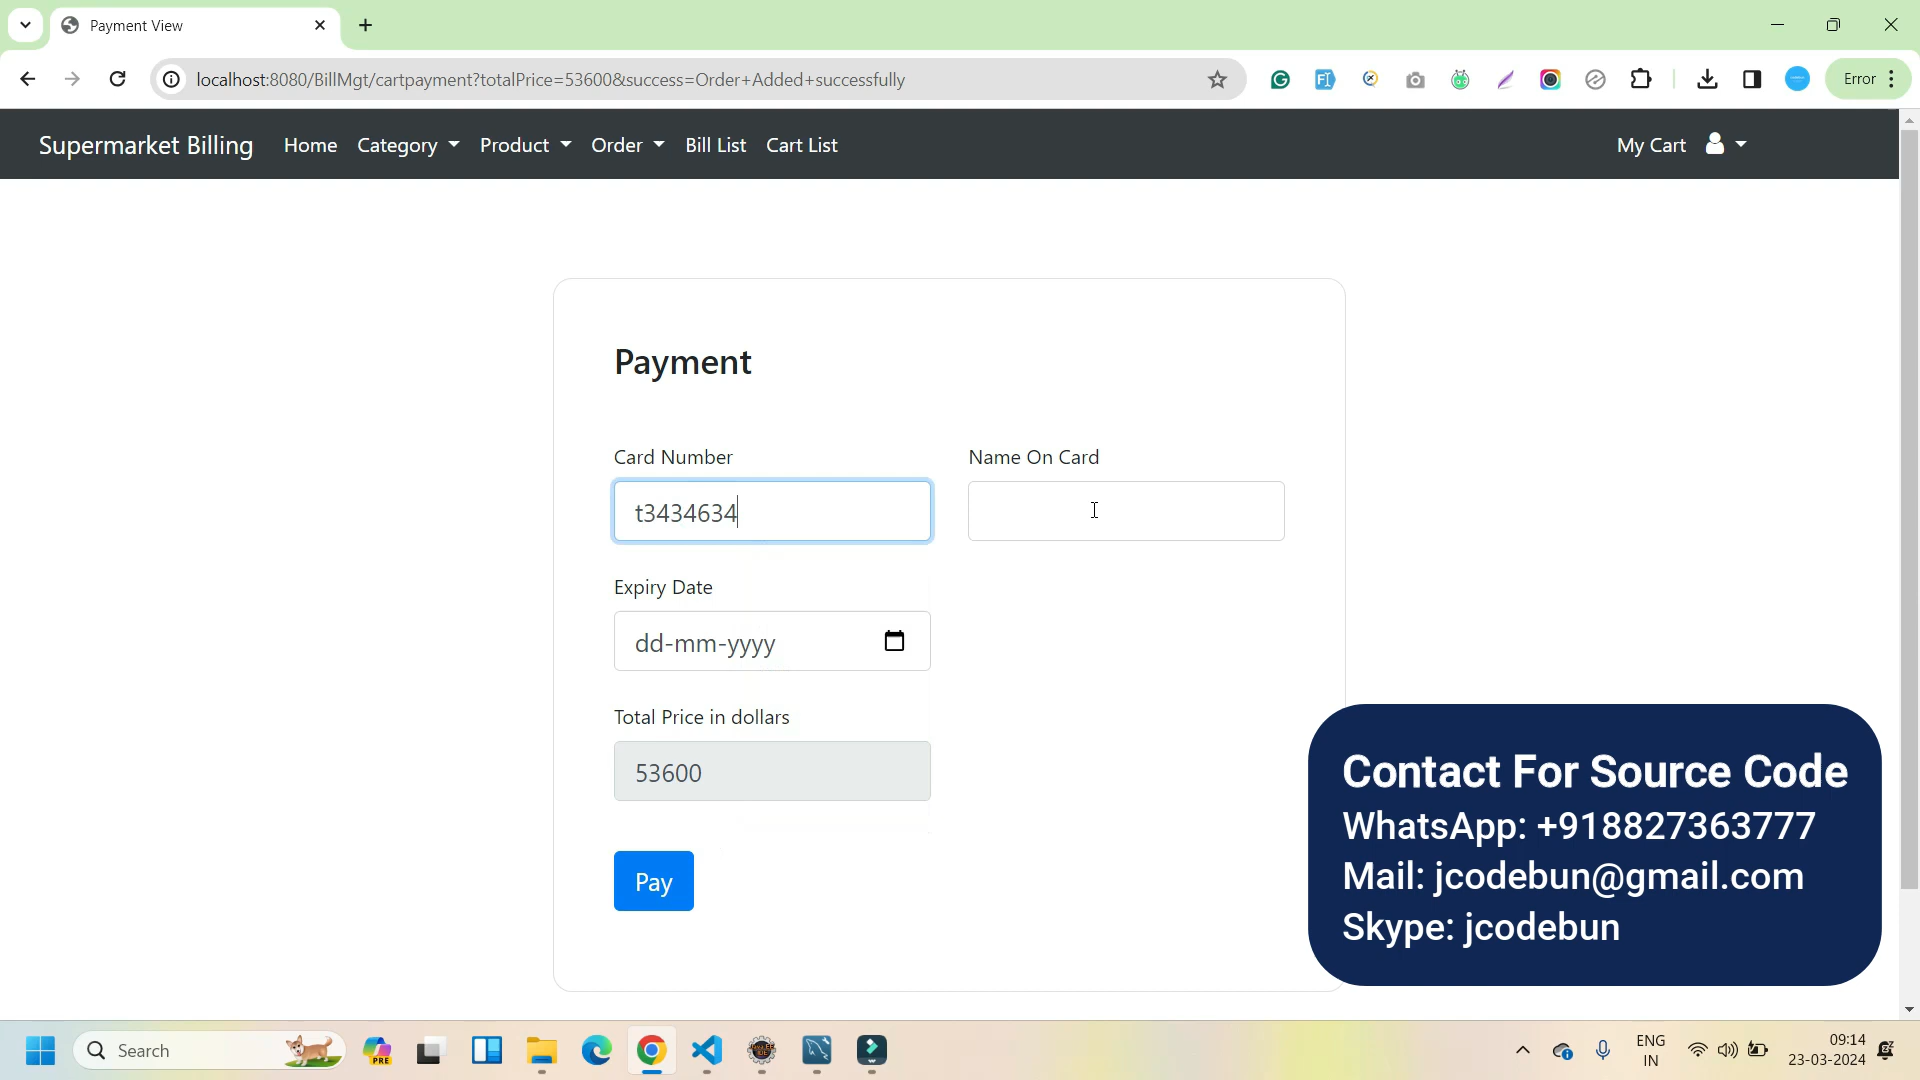 Payment View
localhost:8080/BillMgt/cartpayment?totalPrice=53600&success=Order+Added+successfully
Error
Supermarket Billing Home Category Product Order Bill List Cart List My Cart
Payment
Card Number Name On Card
t3434634
Expiry Date
dd-mm-yyyy
Total Price in dollars
53600
Pay
Contact For Source Code
WhatsApp: +918827363777
Mail: jcodebun@gmail.com
Skype: jcodebun
Search
PRE
ENG
IN
09:14
23-03-2024